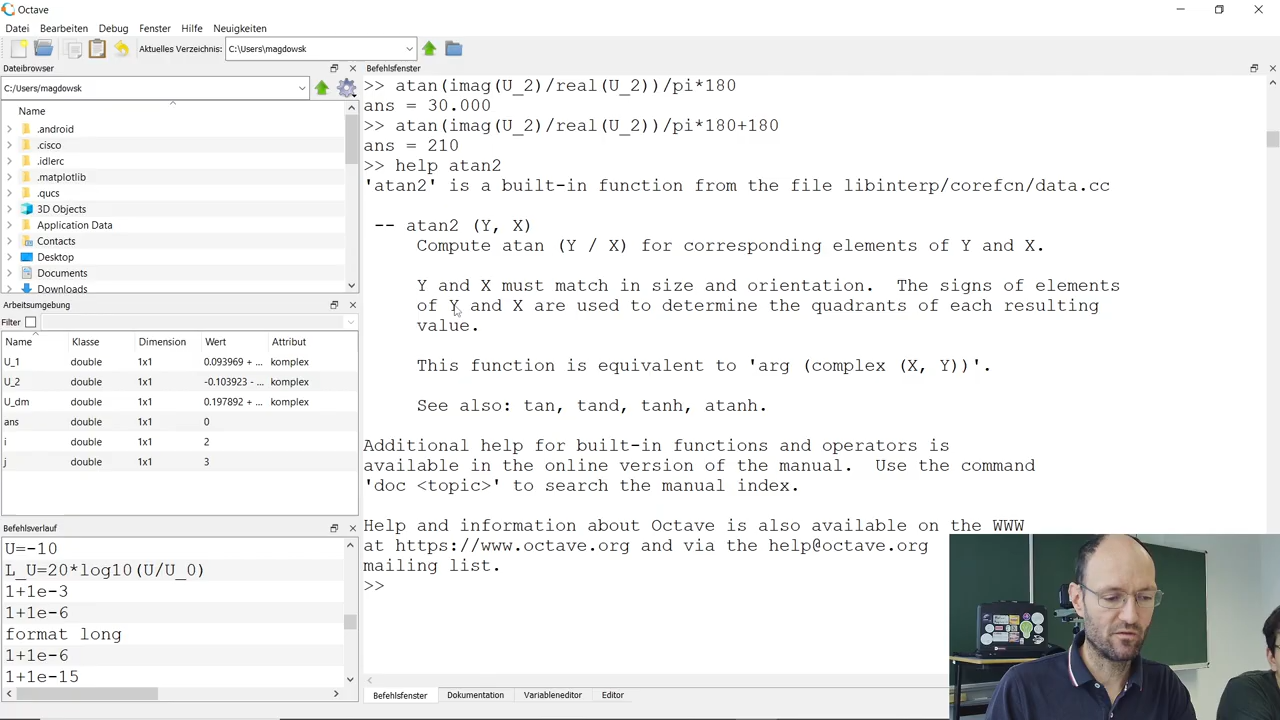 Octave
Datei Bearbeiten Debug Fenster Hilfe Neuigkeiten
Aktuelles Verzeichnis: C:\Users\magdowsk
Dateibrowser
C:/Users/magdowsk
Name
.android
.cisco
.idlerc
.matplotlib
.qucs
3D Objects
Application Data
Contacts
Desktop
Documents
Downloads
Arbeitsumgebung
Filter
Name Klasse Dimension Wert Attribut
U_1 double 1x1 0.093969 + ... komplex
U_2 double 1x1 -0.103923 - ... komplex
U_dm double 1x1 0.197892 + ... komplex
ans double 1x1 0
i double 1x1 2
j double 1x1 3
Befehlsverlauf
U=-10
L_U=20*log10(U/U_0)
1+1e-3
1+1e-6
format long
1+1e-6
1+1e-15
Befehlsfenster
>> atan(imag(U_2)/real(U_2))/pi*180
ans = 30.000
>> atan(imag(U_2)/real(U_2))/pi*180+180
ans = 210
>> help atan2
'atan2' is a built-in function from the file libinterp/corefcn/data.cc
-- atan2 (Y, X)
Compute atan (Y / X) for corresponding elements of Y and X.
Y and X must match in size and orientation. The signs of elements
of Y and X are used to determine the quadrants of each resulting
value.
This function is equivalent to 'arg (complex (X, Y))'.
See also: tan, tand, tanh, atanh.
Additional help for built-in functions and operators is
available in the online version of the manual. Use the command
'doc <topic>' to search the manual index.
Help and information about Octave is also available on the WWW
at https://www.octave.org and via the help@octave.org
mailing list.
>>
Befehlsfenster Dokumentation Variableneditor Editor